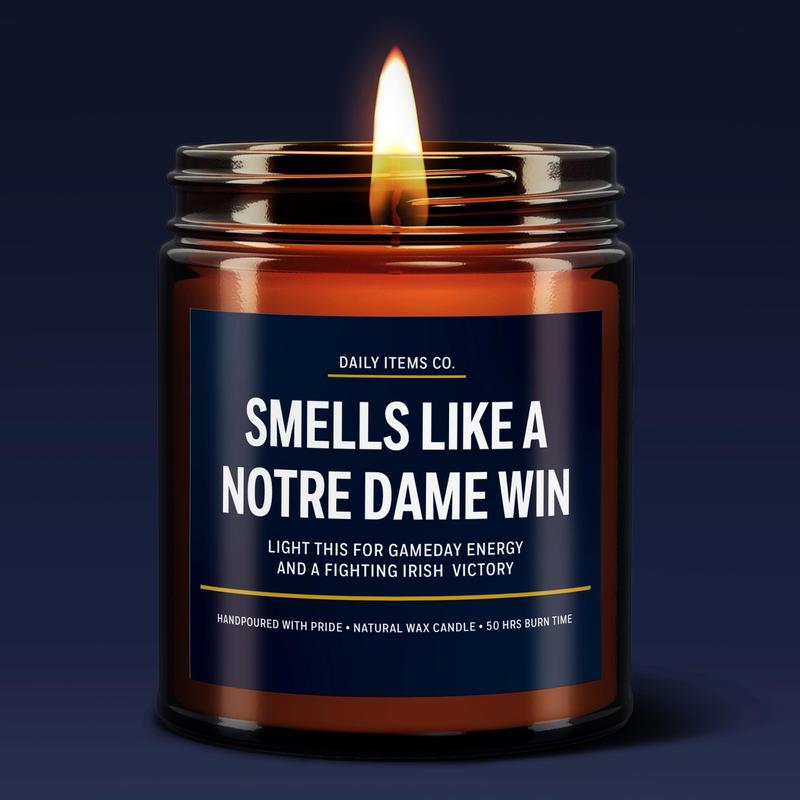 DAILY ITEMS CO.
SMELLS LIKE A
NOTRE DAME WIN
LIGHT THIS FOR GAMEDAY ENERGY
AND A FIGHTING IRISH VICTORY
HANDPOURED WITH PRIDE • NATURAL WAX CANDLE • 50 HRS BURN TIME